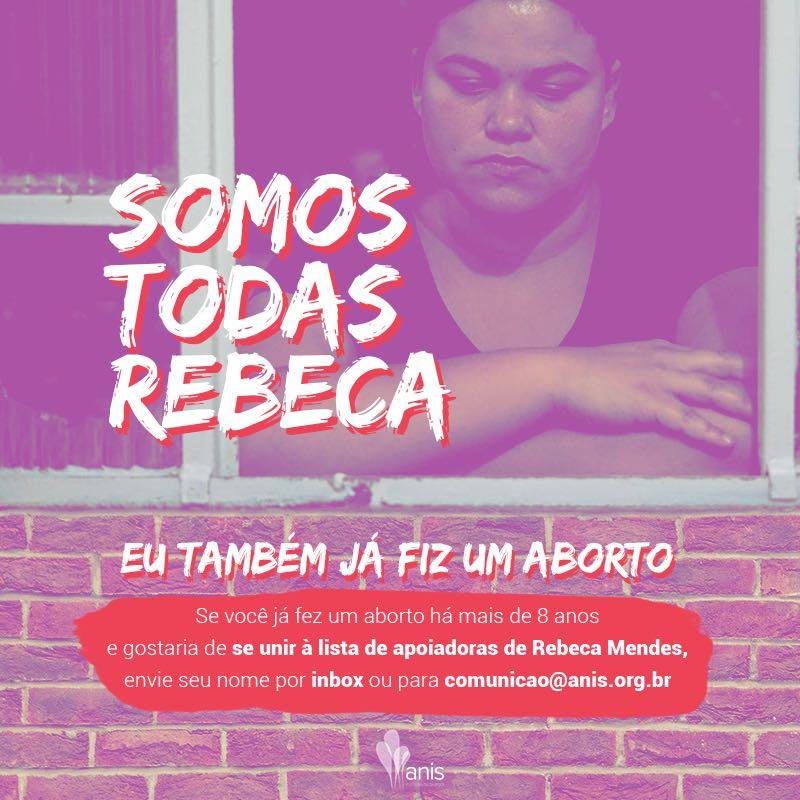 SOMOS
TODAS
REBECA
EU TAMBÉM JÁ FIZ UM ABORTO
Se você já fez um aborto há mais de 8 anos
e gostaria de se unir à lista de apoiadoras de Rebeca Mendes,
envie seu nome por inbox ou para comunicao@anis.org.br
anis